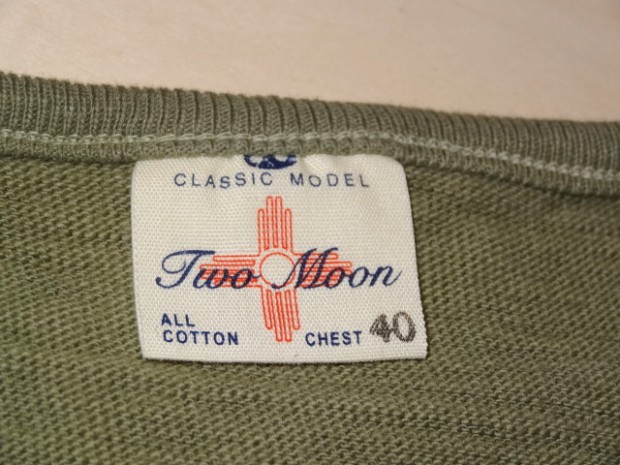 CLASSIC MODEL
Two Moon
ALL
COTTON
CHEST 40